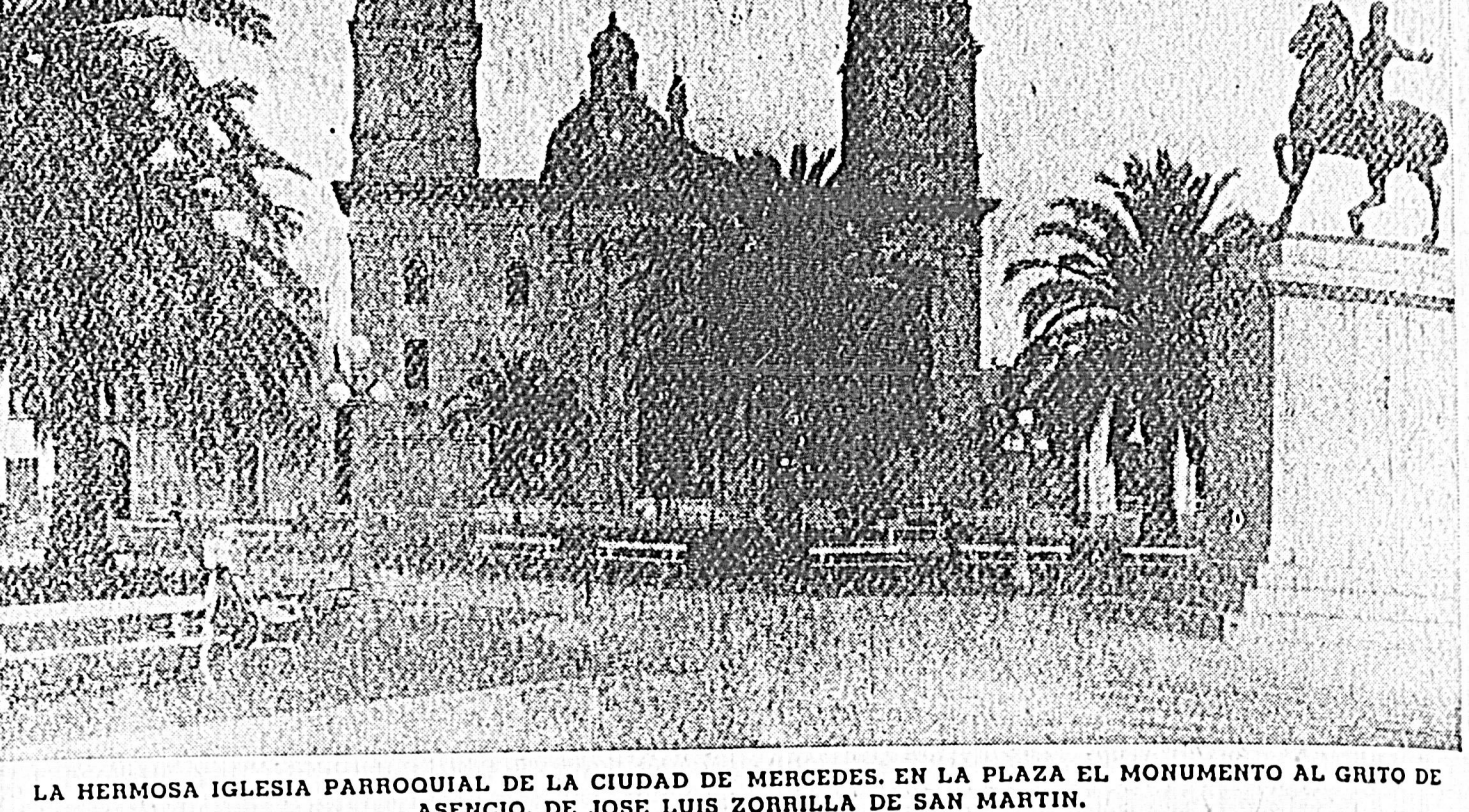 LA HERMOSA IGLESIA PARROQUIAL DE LA CIUDAD DE MERCEDES. EN LA PLAZA EL MONUMENTO AL GRITO DE
ASENCIO, DE JOSE LUIS ZORRILLA DE SAN MARTIN.